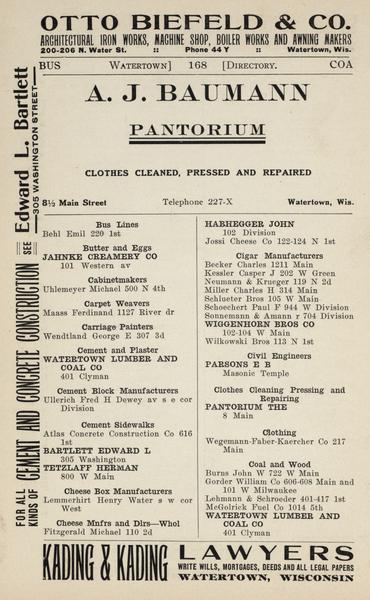 OTTO BIEFELD & CO.
ARCHITECTURAL IRON WORKS, MACHINE SHOP, BOILER WORKS AND AWNING MAKERS
200-206 N. Water St. :: Phone 44 Y :: Watertown, Wis.
BUS WATERTOWN] 168 [DIRECTORY. COA
A. J. BAUMANN
PANTORIUM
CLOTHES CLEANED, PRESSED AND REPAIRED
8½ Main Street Telephone 227-X Watertown, Wis.
Bus Lines
Behl Emil 220 1st
Butter and Eggs
JAHNKE CREAMERY CO
101 Western av
Cabinetmakers
Uhlemeyer Michael 500 N 4th
Carpet Weavers
Maass Ferdinand 1127 River dr
Carriage Painters
Wendtland George E 307 3d
Cement and Plaster
WATERTOWN LUMBER AND
COAL CO
401 Clyman
Cement Block Manufacturers
Ullerich Fred H Dewey av s e cor
Division
Cement Sidewalks
Atlas Concrete Construction Co 616
1st
BARTLETT EDWARD L
305 Washington
TETZLAFF HERMAN
800 W Main
Cheese Box Manufacturers
Lemmerhirt Henry Water s w cor
West
Cheese Mnfrs and Dlrs—Whol
Fitzgerald Michael 110 2d
HABHEGGER JOHN
102 Division
Jossi Cheese Co 122-124 N 1st
Cigar Manufacturers
Becker Charles 1211 Main
Kessler Casper J 202 W Green
Neumann & Krueger 119 N 2d
Miller Charles H 314 Main
Schlueter Bros 105 W Main
Schoechert Paul F 944 W Division
Sonnemann & Amann r 704 Division
WIGGENHORN BROS CO
102-104 W Main
Wilkowski Bros 113 N 1st
Civil Engineers
PARSONS E B
Masonic Temple
Clothes Cleaning Pressing and
Repairing
PANTORIUM THE
8 Main
Clothing
Wegemann-Faber-Kaercher Co 217
Main
Coal and Wood
Burns John W 722 W Main
Gorder William Co 606-608 Main and
101 W Milwaukee
Lehmann & Schroeder 401-417 1st
McGolrick Fuel Co 1014 5th
WATERTOWN LUMBER AND
COAL CO
401 Clyman
FOR ALL KINDS OF CEMENT AND CONCRETE CONSTRUCTION SEE Edward L. Bartlett
305 WASHINGTON STREET
KADING & KADING LAWYERS
WRITE WILLS, MORTGAGES, DEEDS AND ALL LEGAL PAPERS
WATERTOWN, WISCONSIN